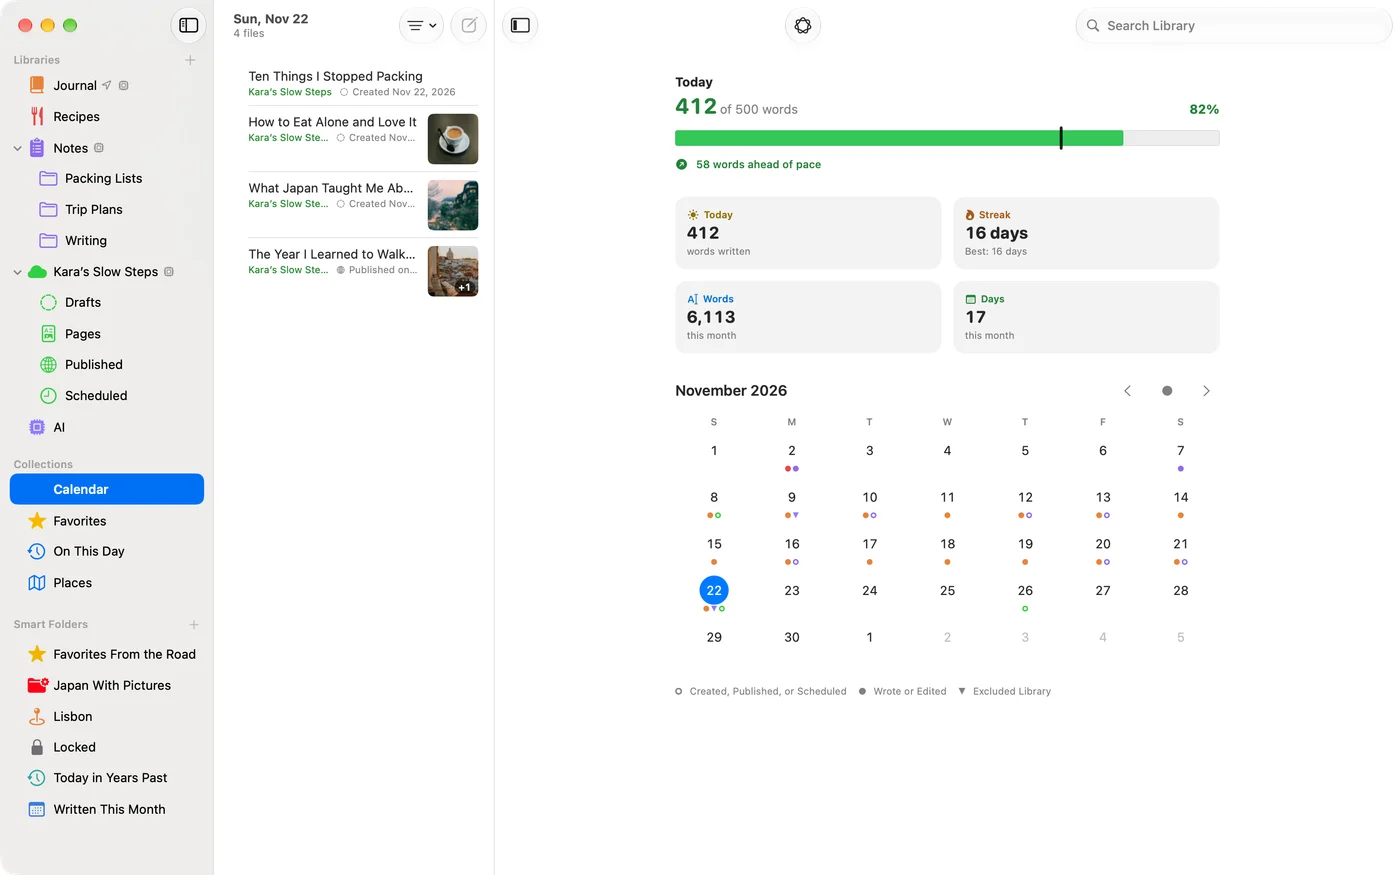 Libraries
Journal
Recipes
Notes
Packing Lists
Trip Plans
Writing
Kara's Slow Steps
Drafts
Pages
Published
Scheduled
AI
Collections
Calendar
Favorites
On This Day
Places
Smart Folders
Favorites From the Road
Japan With Pictures
Lisbon
Locked
Today in Years Past
Written This Month
Sun, Nov 22
4 files
Ten Things I Stopped Packing
Kara's Slow Steps Created Nov 22, 2026
How to Eat Alone and Love It
Kara's Slow Ste... Created Nov...
What Japan Taught Me Ab...
Kara's Slow Ste... Created Nov...
The Year I Learned to Walk...
Kara's Slow Ste... Published on...
+1
Search Library
Today
412 of 500 words 82%
58 words ahead of pace
Today
412
words written
Streak
16 days
Best: 16 days
Words
6,113
this month
Days
17
this month
November 2026
S M T W T F S
1 2 3 4 5 6 7
8 9 10 11 12 13 14
15 16 17 18 19 20 21
22 23 24 25 26 27 28
29 30 1 2 3 4 5
Created, Published, or Scheduled Wrote or Edited Excluded Library